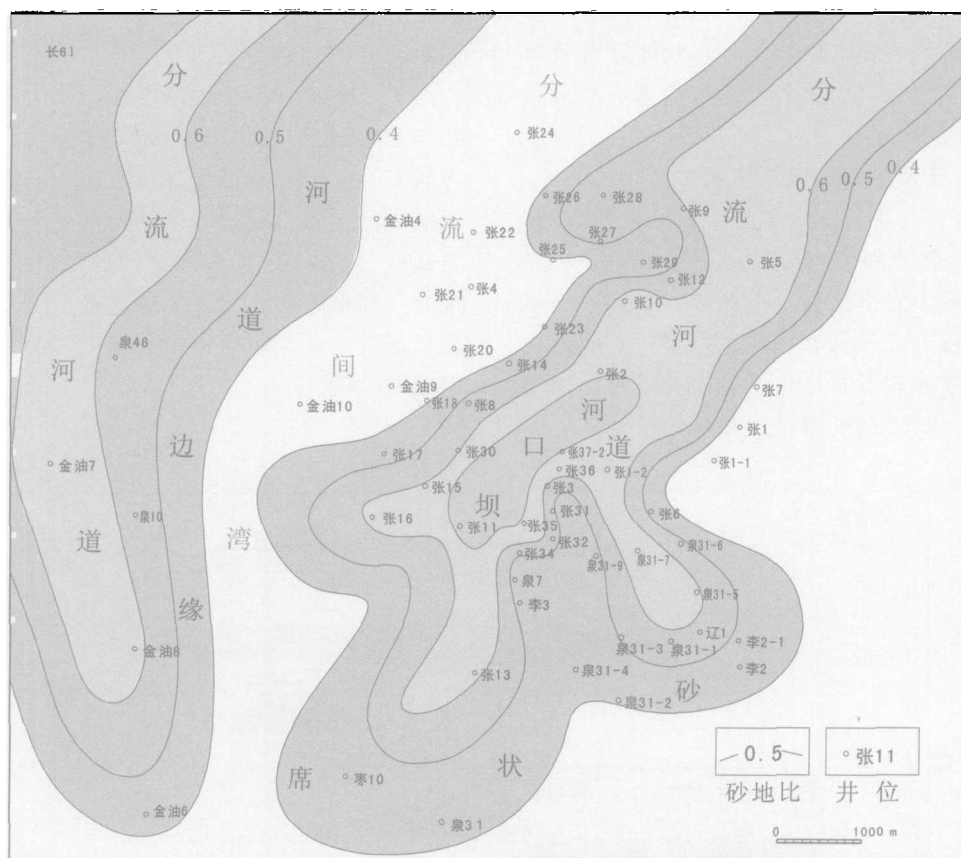 长61
分
分
分
张24
0.6
0.5
0.4
0.6
0.5
0.4
河
流
流
流
金油4
张22
张26
张28
张9
张27
张25
张29
张5
张12
张21
张4
张10
道
河
泉46
张23
河
间
张20
张14
张2
金油9
张7
金油10
张18
张8
河
边
口
道
张1
金油7
张17
张30
张37-2
张1-1
张36
张1-2
张15
张3
泉10
张16
坝
张31
张6
道
湾
张11
张35
张32
泉31-6
张34
泉31-9
泉31-7
泉7
泉31-5
缘
李3
辽1
金油8
泉31-3
泉31-1
李2-1
张13
泉31-4
李2
砂
泉31-2
席
状
枣10
金油6
泉31
0.5
张11
砂地比
井 位
0
1000 m